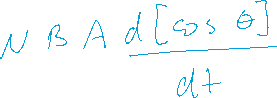 N B A d[cos θ]
dt